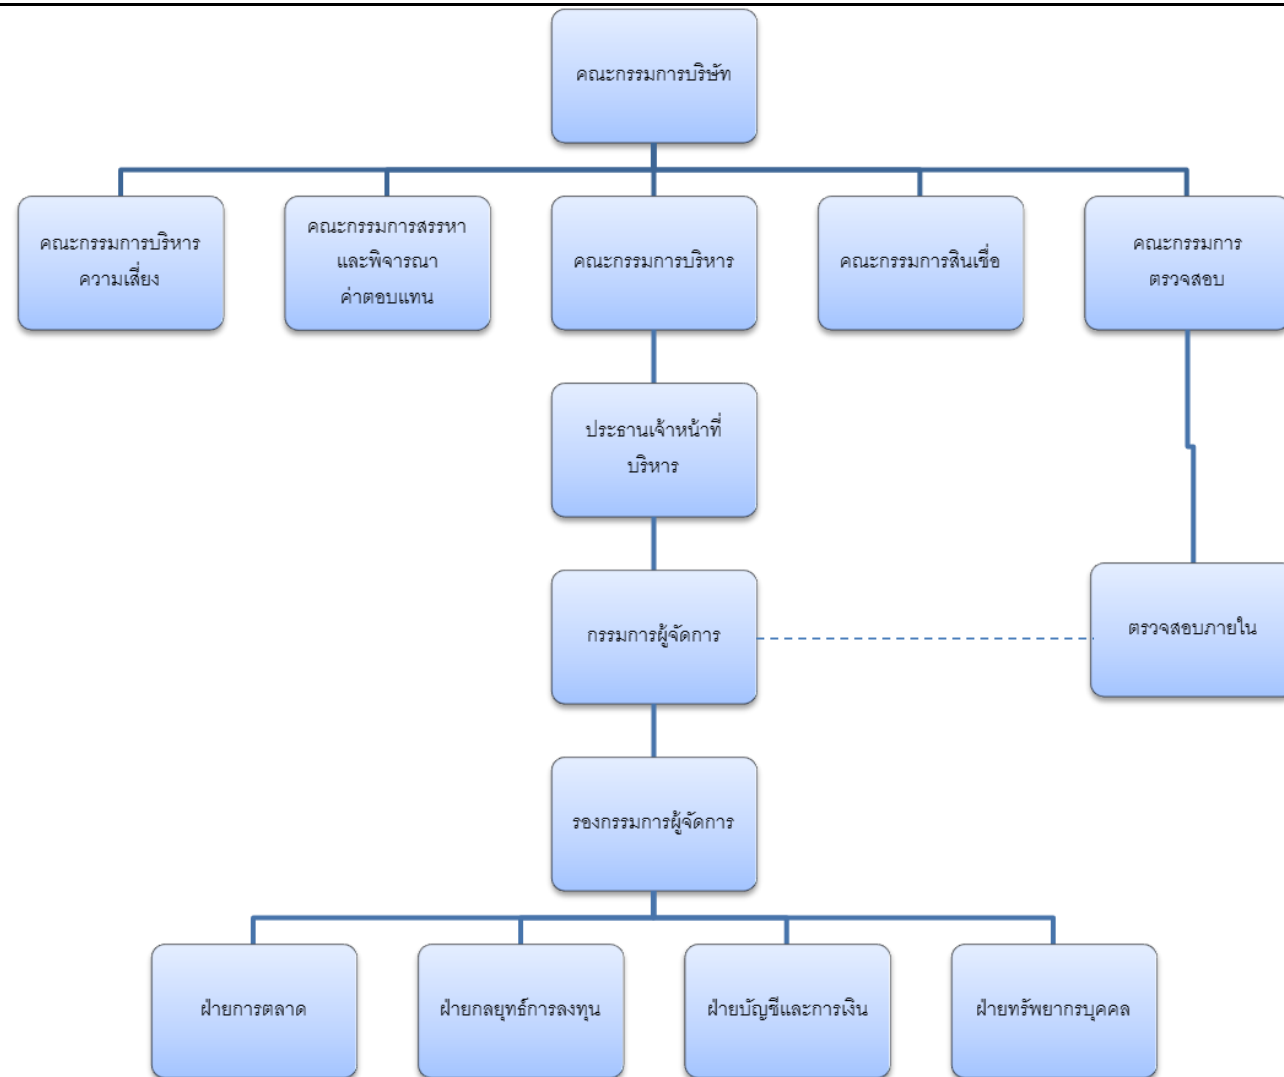 คณะกรรมการบริษัท
คณะกรรมการบริหาร
ความเสี่ยง
คณะกรรมการสรรหา
และพิจารณา
ค่าตอบแทน
คณะกรรมการบริหาร
คณะกรรมการสินเชื่อ
คณะกรรมการ
ตรวจสอบ
ประธานเจ้าหน้าที่
บริหาร
กรรมการผู้จัดการ
ตรวจสอบภายใน
รองกรรมการผู้จัดการ
ฝ่ายการตลาด
ฝ่ายกลยุทธ์การลงทุน
ฝ่ายบัญชีและการเงิน
ฝ่ายทรัพยากรบุคคล